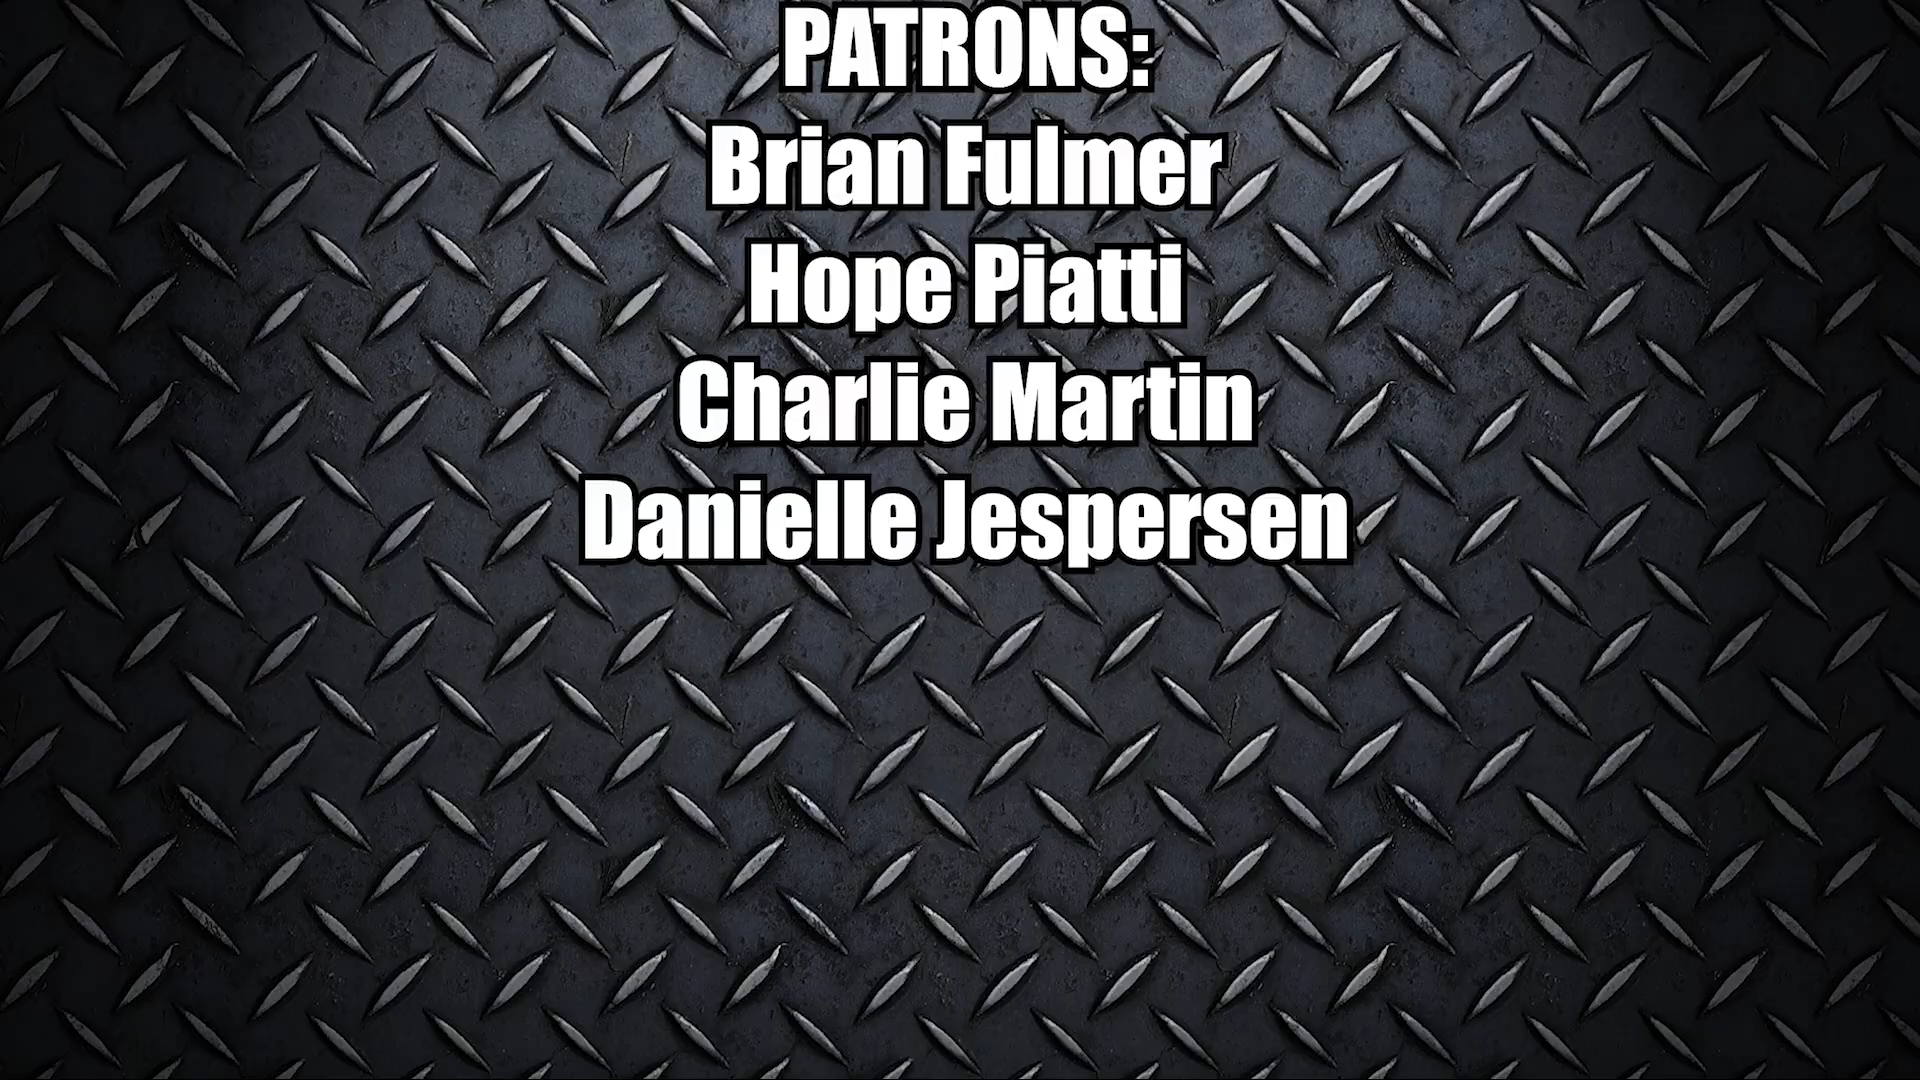 PATRONS:
Brian Fulmer
Hope Piatti
Charlie Martin
Danielle Jespersen